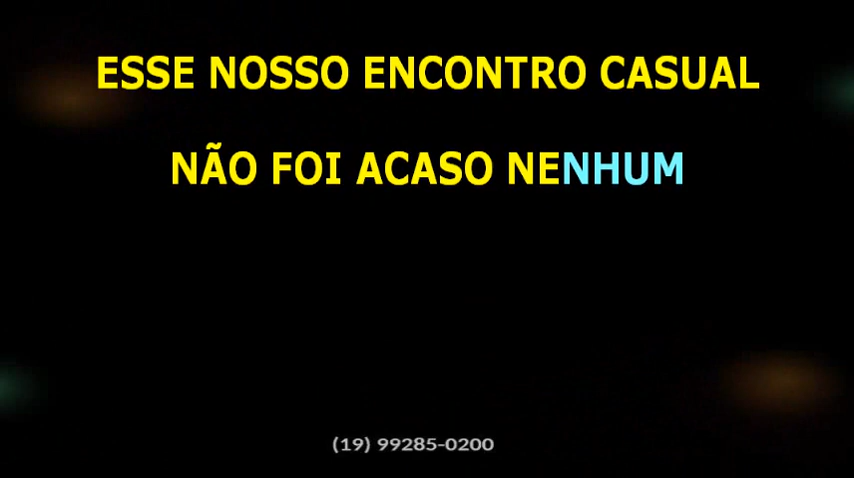 ESSE NOSSO ENCONTRO CASUAL
NÃO FOI ACASO NENHUM
(19) 99285-0200